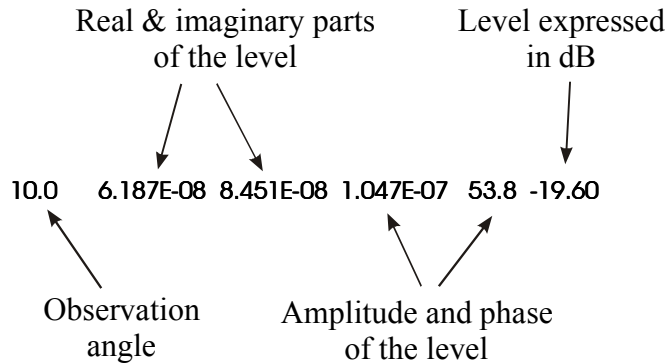 Real & imaginary parts
of the level
Level expressed
in dB
10.0 6.187E-08 8.451E-08 1.047E-07 53.8 -19.60
Observation
angle
Amplitude and phase
of the level